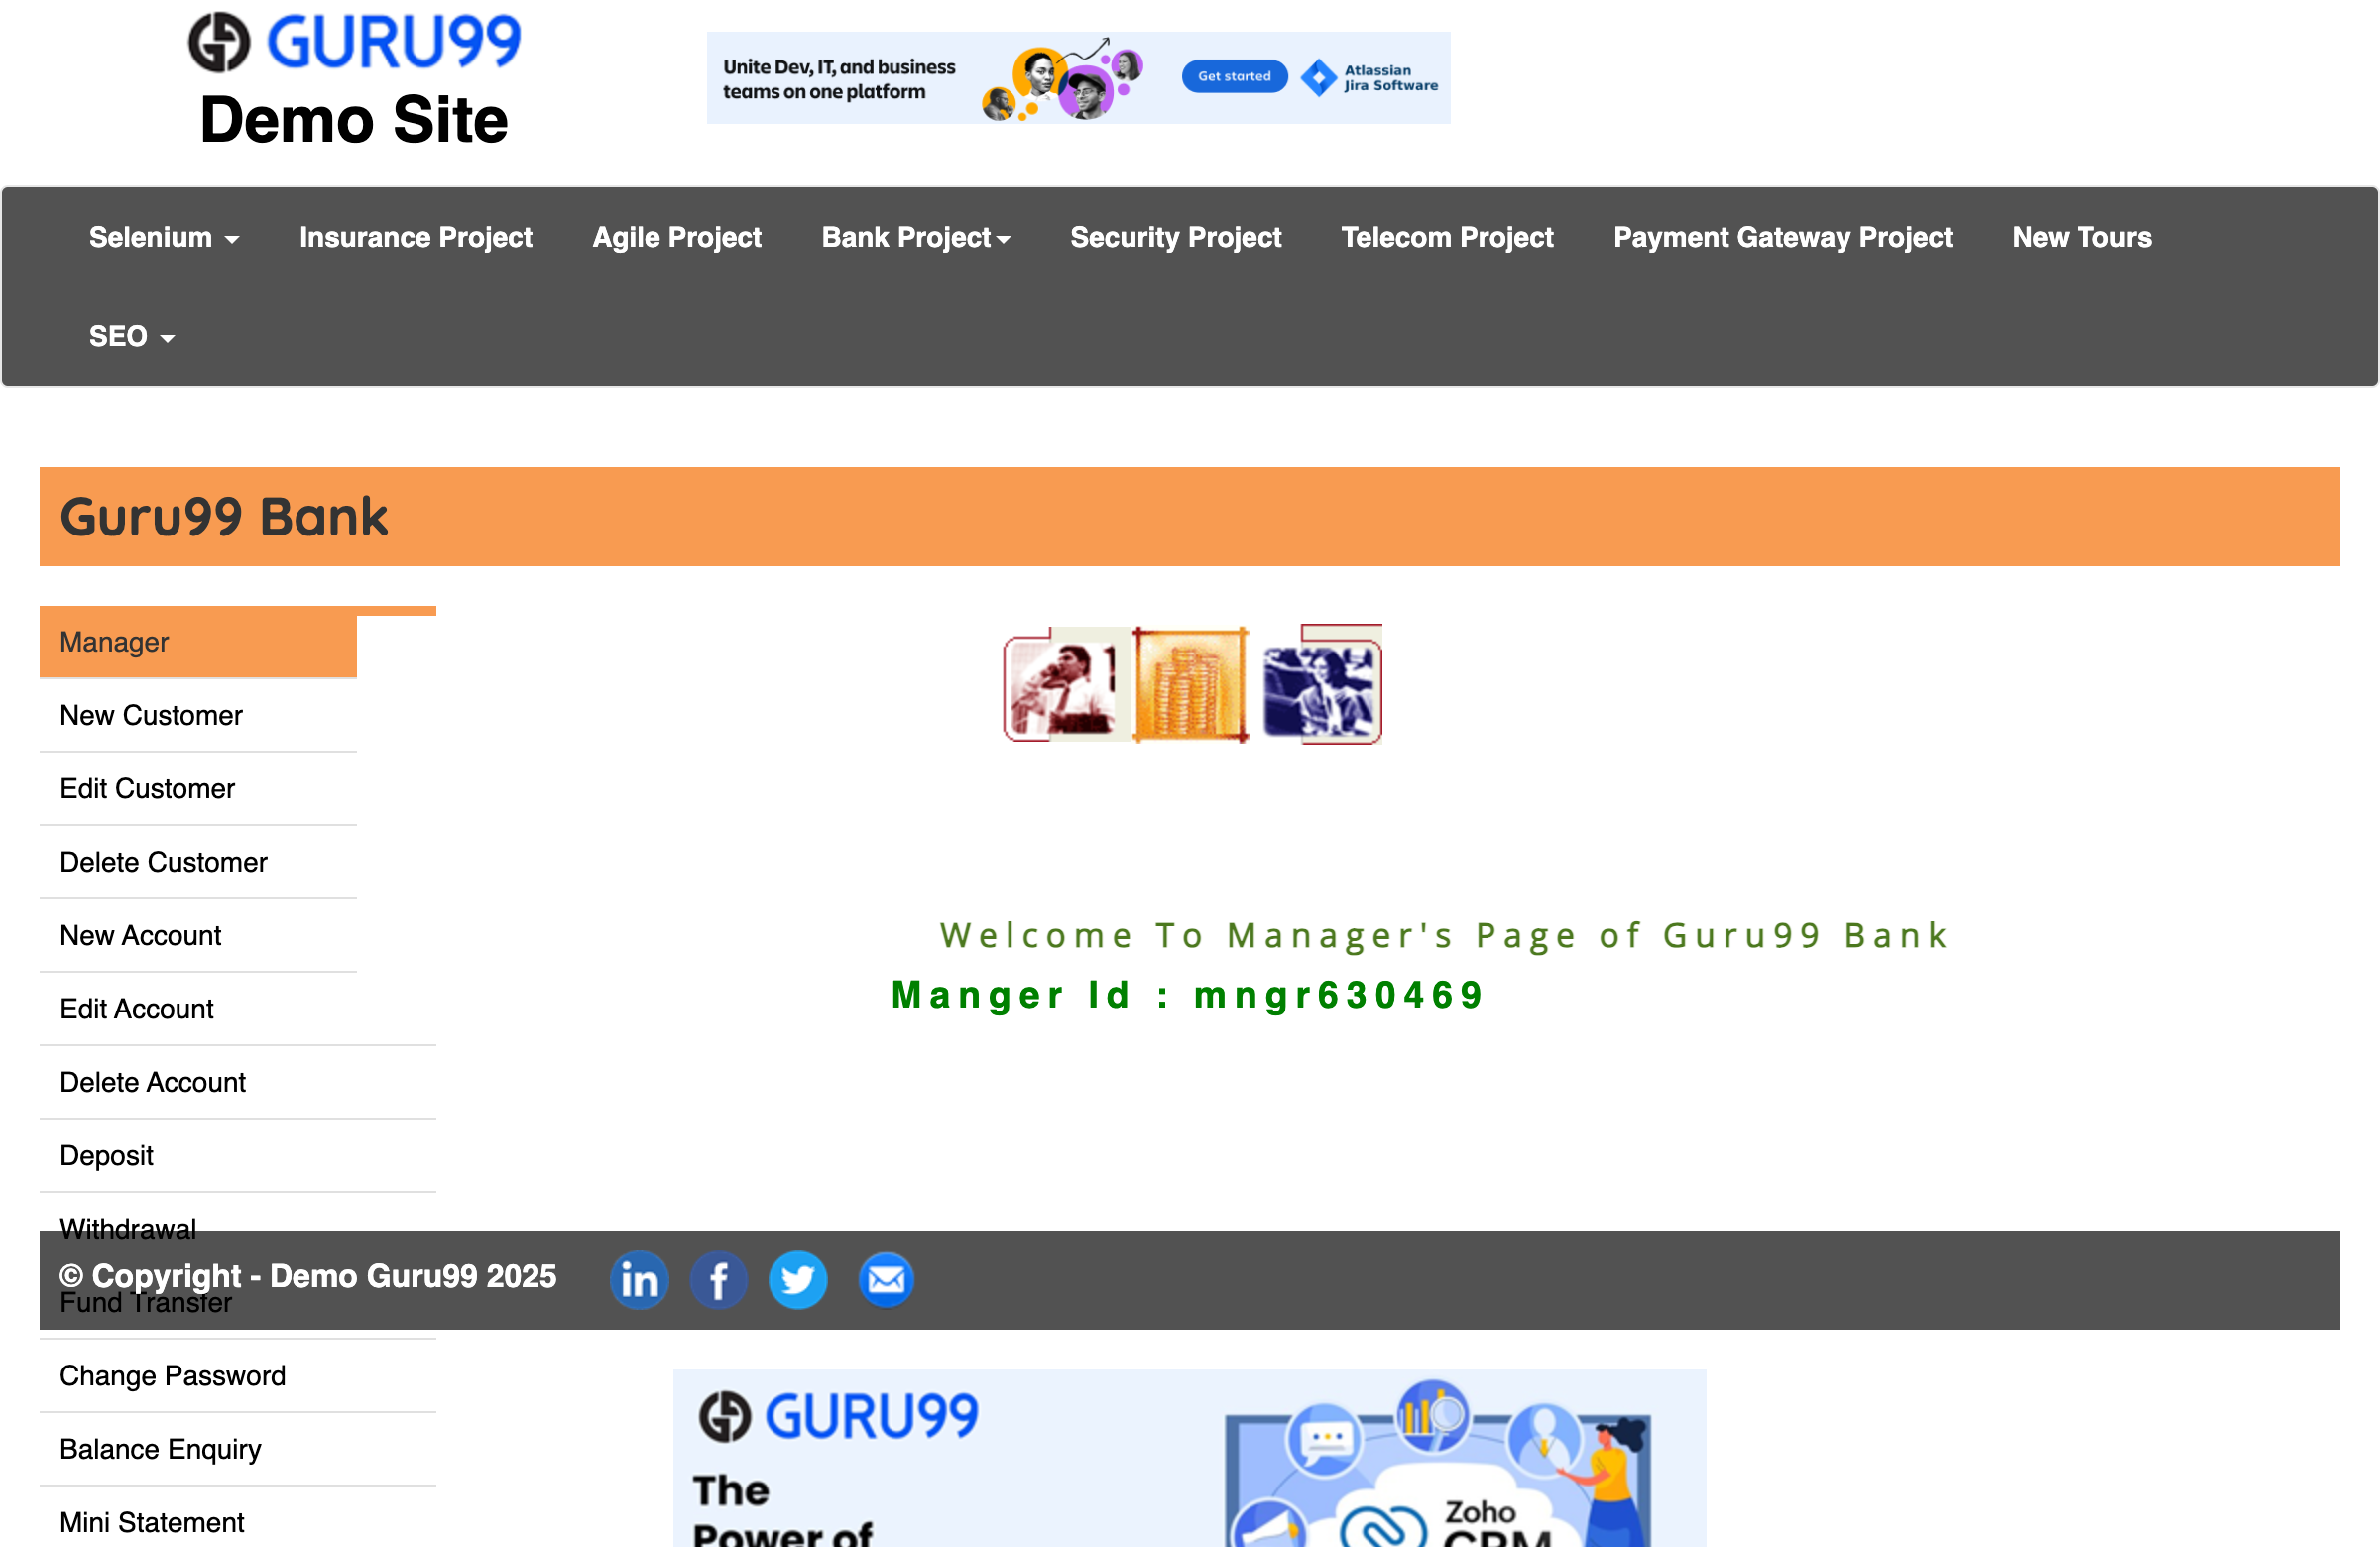 GURU99
Demo Site
Unite Dev, IT, and business
teams on one platform
Get started
Atlassian
Jira Software
Selenium
Insurance Project
Agile Project
Bank Project
Security Project
Telecom Project
Payment Gateway Project
New Tours
SEO
Guru99 Bank
Manager
New Customer
Edit Customer
Delete Customer
New Account
Edit Account
Delete Account
Deposit
Withdrawal
Fund Transfer
Change Password
Balance Enquiry
Mini Statement
Welcome To Manager's Page of Guru99 Bank
Manger Id : mngr630469
© Copyright - Demo Guru99 2025
in
f
GURU99
The
Power of
Zoho
CRM